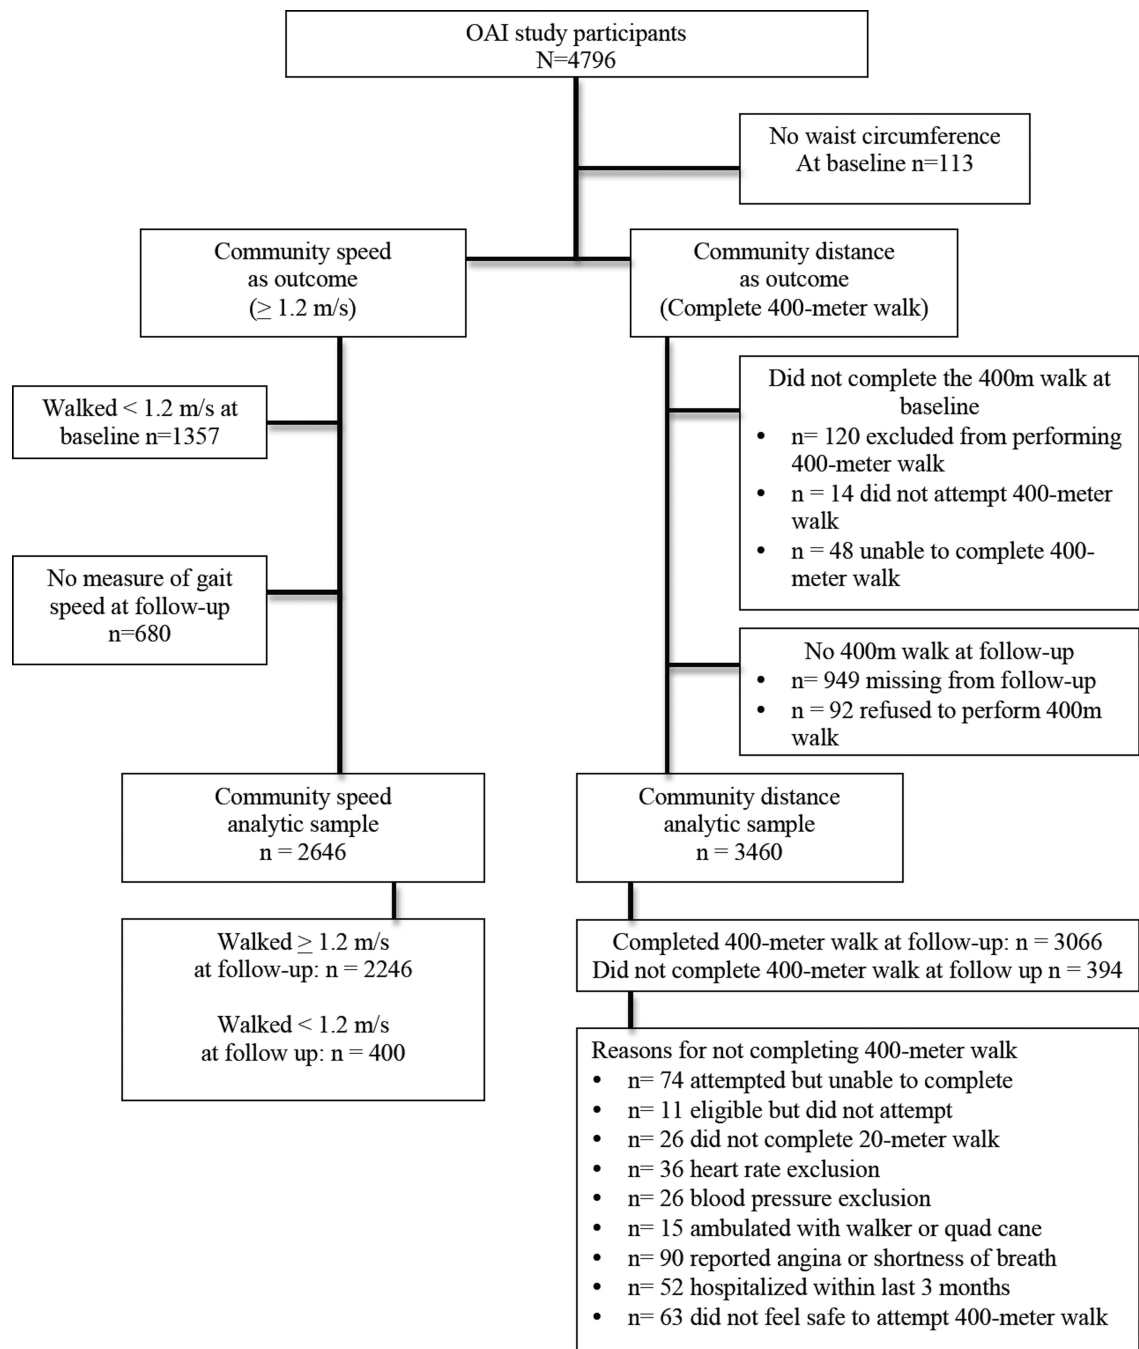 OAI study participants
N=4796
No waist circumference
At baseline n=113
Community speed
as outcome
(≥ 1.2 m/s)
Community distance
as outcome
(Complete 400-meter walk)
Walked < 1.2 m/s at
baseline n=1357
Did not complete the 400m walk at
baseline
• n= 120 excluded from performing
400-meter walk
• n = 14 did not attempt 400-meter
walk
• n = 48 unable to complete 400-
meter walk
No measure of gait
speed at follow-up
n=680
No 400m walk at follow-up
• n= 949 missing from follow-up
• n = 92 refused to perform 400m
walk
Community speed
analytic sample
n = 2646
Community distance
analytic sample
n = 3460
Walked ≥ 1.2 m/s
at follow-up: n = 2246
Walked < 1.2 m/s
at follow up: n = 400
Completed 400-meter walk at follow-up: n = 3066
Did not complete 400-meter walk at follow up n = 394
Reasons for not completing 400-meter walk
• n= 74 attempted but unable to complete
• n= 11 eligible but did not attempt
• n= 26 did not complete 20-meter walk
• n= 36 heart rate exclusion
• n= 26 blood pressure exclusion
• n= 15 ambulated with walker or quad cane
• n= 90 reported angina or shortness of breath
• n= 52 hospitalized within last 3 months
• n= 63 did not feel safe to attempt 400-meter walk